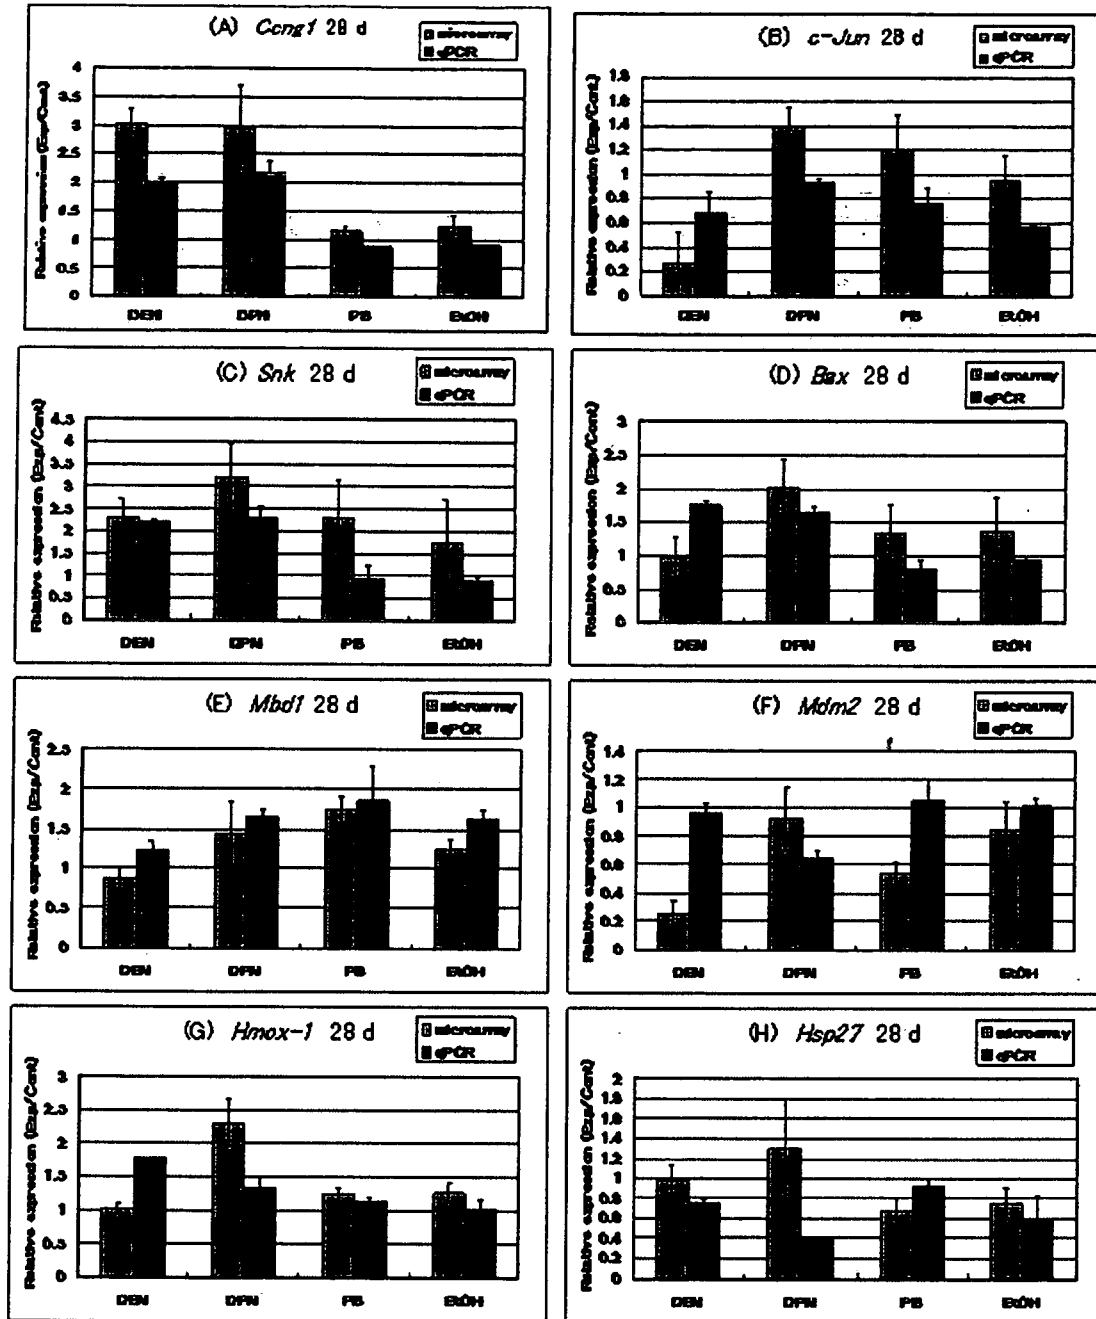 (A) Ccng1 28 d
microarray
qPCR
Relative expression (Exp/Cont)
4
3.5
3
2.5
2
1.5
1
0.5
0
DEN DPN PB EtOH
(B) c-Jun 28 d
microarray
qPCR
Relative expression (Exp/Cont)
1.8
1.6
1.4
1.2
1
0.8
0.6
0.4
0.2
0
DEN DPN PB EtOH
(C) Snk 28 d
microarray
qPCR
Relative expression (Exp/Cont)
4.5
4
3.5
3
2.5
2
1.5
1
0.5
0
DEN DPN PB EtOH
(D) Bax 28 d
microarray
qPCR
Relative expression (Exp/Cont)
3
2.5
2
1.5
1
0.5
0
DEN DPN PB EtOH
(E) Mbd1 28 d
microarray
qPCR
Relative expression (Exp/Cont)
2.5
2
1.5
1
0.5
0
DEN DPN PB EtOH
(F) Mdm2 28 d
microarray
qPCR
Relative expression (Exp/Cont)
1.4
1.2
1
0.8
0.6
0.4
0.2
0
DEN DPN PB EtOH
(G) Hmox-1 28 d
microarray
qPCR
Relative expression (Exp/Cont)
3
2.5
2
1.5
1
0.5
0
DEN DPN PB EtOH
(H) Hsp27 28 d
microarray
qPCR
Relative expression (Exp/Cont)
2
1.8
1.6
1.4
1.2
1
0.8
0.6
0.4
0.2
0
DEN DPN PB EtOH